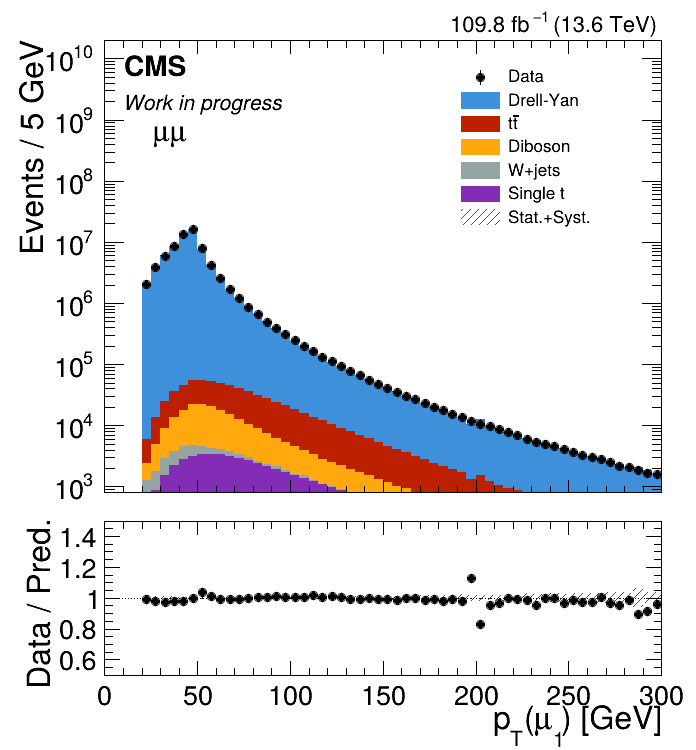 109.8 fb⁻¹ (13.6 TeV)
CMS
Work in progress
μμ
Data
Drell-Yan
tt̅
Diboson
W+jets
Single t
Stat.+Syst.
Events / 5 GeV
10¹⁰
10⁹
10⁸
10⁷
10⁶
10⁵
10⁴
10³
Data / Pred.
1.4
1.2
1
0.8
0.6
0 50 100 150 200 250 300
p_T(μ₁) [GeV]